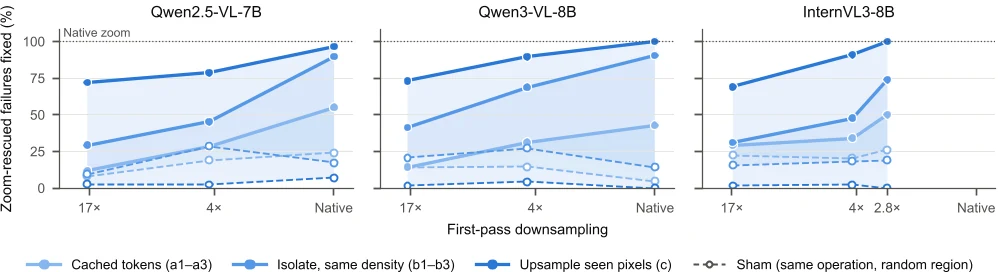 Qwen2.5-VL-7B
Qwen3-VL-8B
InternVL3-8B
Zoom-rescued failures fixed (%)
Native zoom
100
75
50
25
0
17×
4×
Native
17×
4×
Native
17×
4×
2.8×
Native
First-pass downsampling
Cached tokens (a1–a3)
Isolate, same density (b1–b3)
Upsample seen pixels (c)
Sham (same operation, random region)